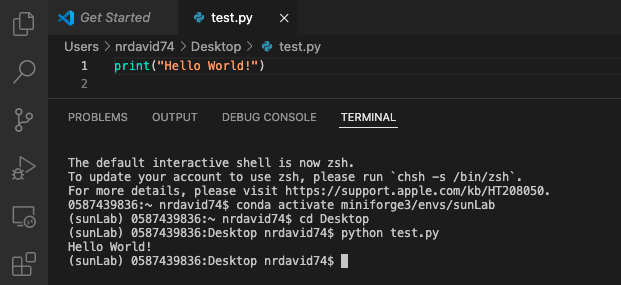 Get Started
test.py
Users > nrdavid74 > Desktop > test.py
1 print("Hello World!")
2
PROBLEMS OUTPUT DEBUG CONSOLE TERMINAL
The default interactive shell is now zsh.
To update your account to use zsh, please run `chsh -s /bin/zsh`.
For more details, please visit https://support.apple.com/kb/HT208050.
0587439836:~ nrdavid74$ conda activate miniforge3/envs/sunLab
(sunLab) 0587439836:~ nrdavid74$ cd Desktop
(sunLab) 0587439836:Desktop nrdavid74$ python test.py
Hello World!
(sunLab) 0587439836:Desktop nrdavid74$